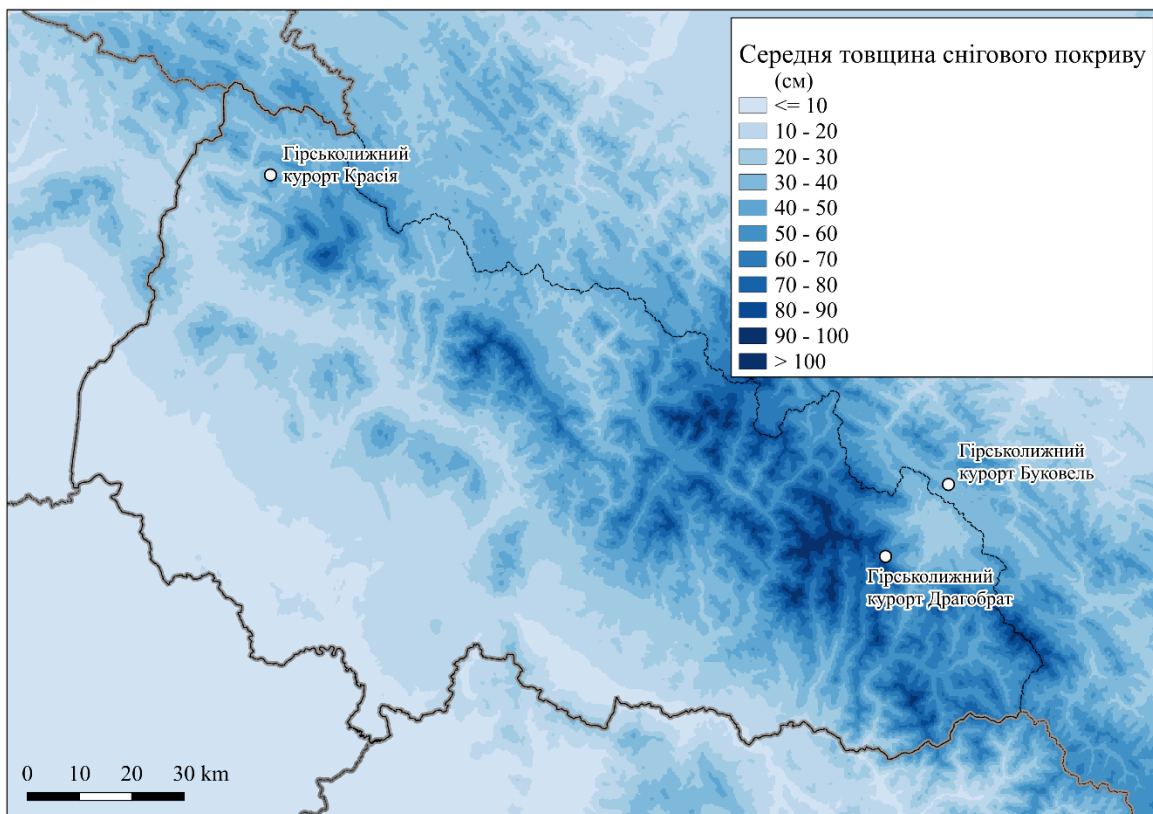 Середня товщина снігового покриву
(см)
<= 10
10 - 20
20 - 30
30 - 40
40 - 50
50 - 60
60 - 70
70 - 80
80 - 90
90 - 100
> 100
Гірськолижний
курорт Красія
Гірськолижний
курорт Буковель
Гірськолижний
курорт Драгобрат
0 10 20 30 km